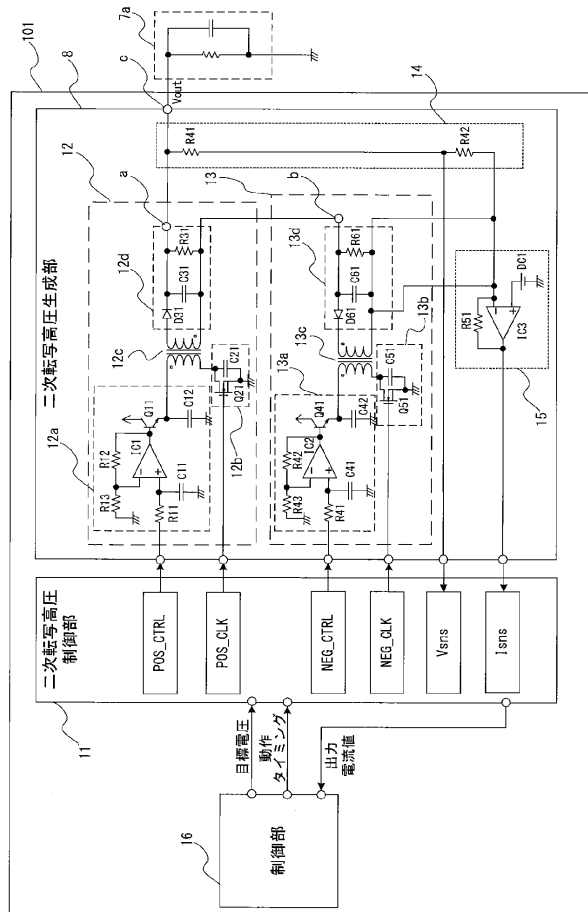 101
8
7a
二次転写高圧生成部
12
a
c
Vout
14
R41
R42
12a
R13
R12
IC1
Q11
R11
C11
C12
12c
12d
D31
C31
R31
Q21
C21
12b
13
b
13a
R43
R42
IC2
Q41
R41
C41
C42
13c
13d
D61
C61
R61
Q51
C51
13b
R51
IC3
DC1
15
11
二次転写高圧
制御部
POS_CTRL
POS_CLK
NEG_CTRL
NEG_CLK
Vsns
Isns
目標電圧
動作
タイミング
出力
電流値
16
制御部